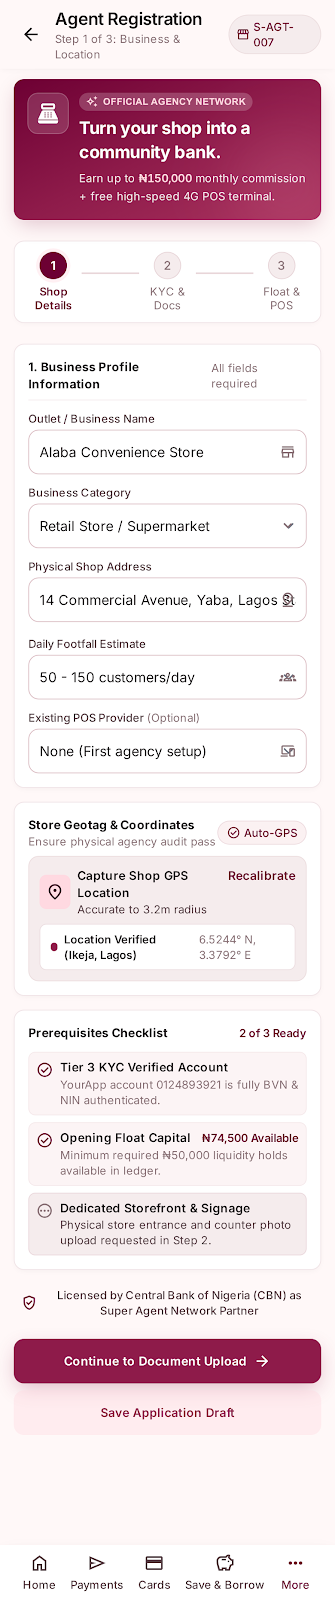 Agent Registration
Step 1 of 3: Business &
Location
S-AGT-
007
OFFICIAL AGENCY NETWORK
Turn your shop into a
community bank.
Earn up to ₦150,000 monthly commission
+ free high-speed 4G POS terminal.
1
2
3
Shop
Details
KYC &
Docs
Float &
POS
1. Business Profile
Information
All fields
required
Outlet / Business Name
Alaba Convenience Store
Business Category
Retail Store / Supermarket
Physical Shop Address
14 Commercial Avenue, Yaba, Lagos
Daily Footfall Estimate
50 - 150 customers/day
Existing POS Provider (Optional)
None (First agency setup)
Store Geotag & Coordinates
Ensure physical agency audit pass
Auto-GPS
Capture Shop GPS
Location
Recalibrate
Accurate to 3.2m radius
Location Verified
(Ikeja, Lagos)
6.5244° N,
3.3792° E
Prerequisites Checklist
2 of 3 Ready
Tier 3 KYC Verified Account
YourApp account 0124893921 is fully BVN &
NIN authenticated.
Opening Float Capital
₦74,500 Available
Minimum required ₦50,000 liquidity holds
available in ledger.
Dedicated Storefront & Signage
Physical store entrance and counter photo
upload requested in Step 2.
Licensed by Central Bank of Nigeria (CBN) as
Super Agent Network Partner
Continue to Document Upload
Save Application Draft
Home
Payments
Cards
Save & Borrow
More